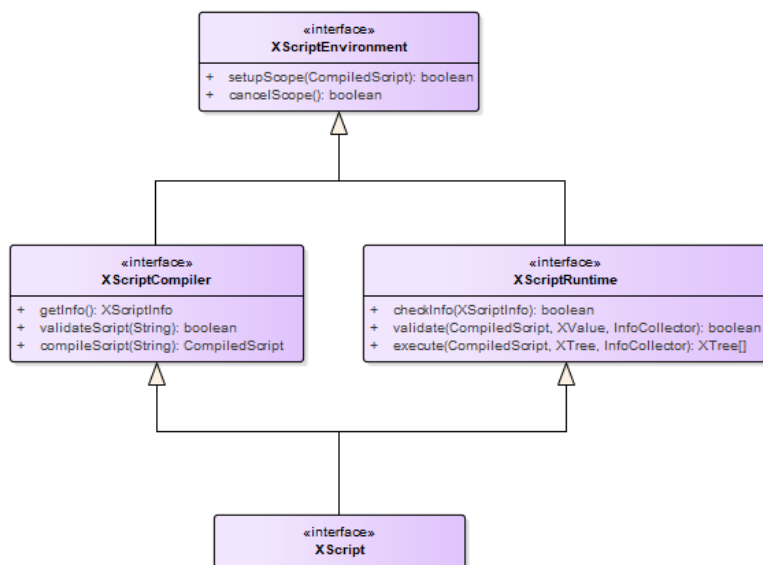 «interface»
XScriptEnvironment
+ setupScope(CompiledScript): boolean
+ cancelScope(): boolean
«interface»
XScriptCompiler
+ getInfo(): XScriptInfo
+ validateScript(String): boolean
+ compileScript(String): CompiledScript
«interface»
XScriptRuntime
+ checkInfo(XScriptInfo): boolean
+ validate(CompiledScript, XValue, InfoCollector): boolean
+ execute(CompiledScript, XTree, InfoCollector): XTree[]
«interface»
XScript